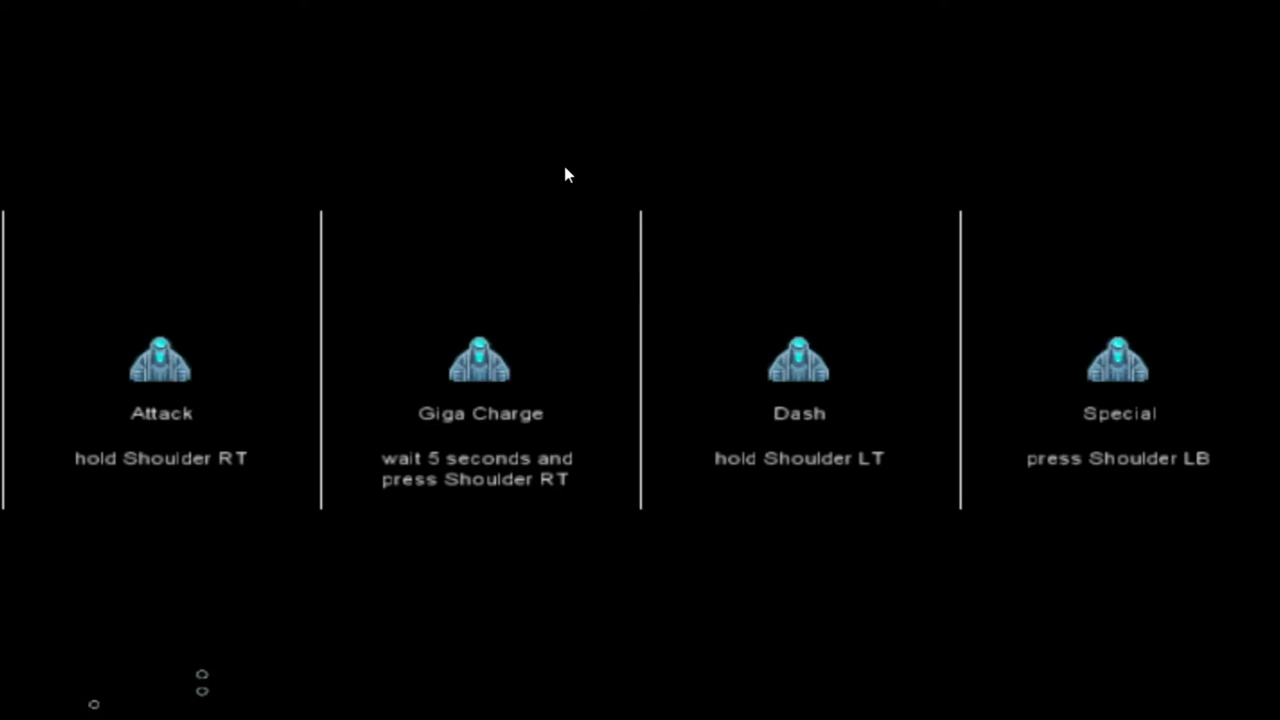 Attack
hold Shoulder RT
Giga Charge
wait 5 seconds and
press Shoulder RT
Dash
hold Shoulder LT
Special
press Shoulder LB